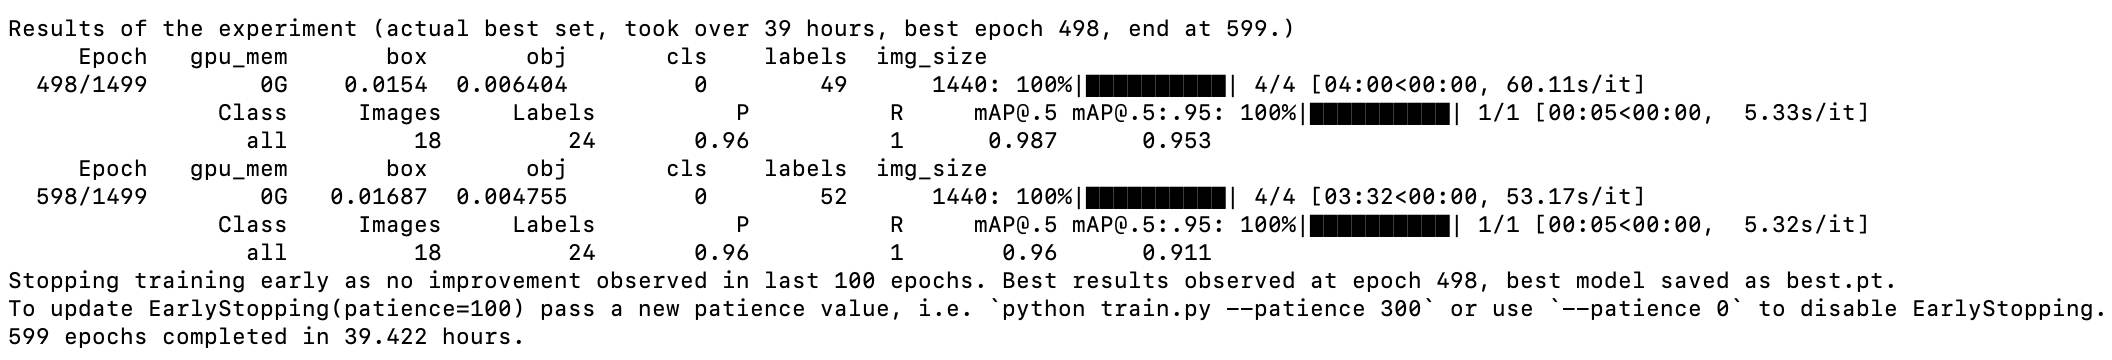 Results of the experiment (actual best set, took over 39 hours, best epoch 498, end at 599.)
Epoch gpu_mem box obj cls labels img_size
498/1499 0G 0.0154 0.006404 0 49 1440: 100%|██████████| 4/4 [04:00<00:00, 60.11s/it]
Class Images Labels P R mAP@.5 mAP@.5:.95: 100%|██████████| 1/1 [00:05<00:00, 5.33s/it]
all 18 24 0.96 1 0.987 0.953
Epoch gpu_mem box obj cls labels img_size
598/1499 0G 0.01687 0.004755 0 52 1440: 100%|██████████| 4/4 [03:32<00:00, 53.17s/it]
Class Images Labels P R mAP@.5 mAP@.5:.95: 100%|██████████| 1/1 [00:05<00:00, 5.32s/it]
all 18 24 0.96 1 0.96 0.911
Stopping training early as no improvement observed in last 100 epochs. Best results observed at epoch 498, best model saved as best.pt.
To update EarlyStopping(patience=100) pass a new patience value, i.e. `python train.py --patience 300` or use `--patience 0` to disable EarlyStopping.
599 epochs completed in 39.422 hours.